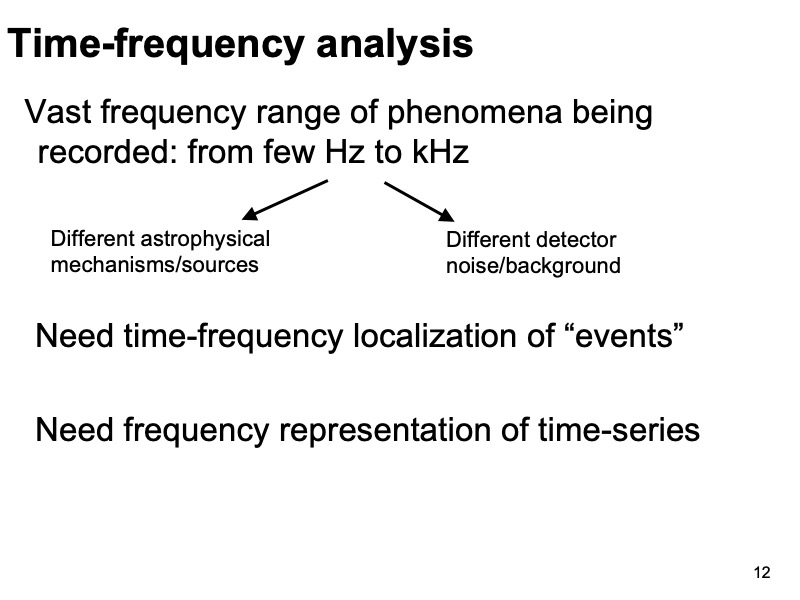 Time-frequency analysis
Vast frequency range of phenomena being
recorded: from few Hz to kHz
Different astrophysical
mechanisms/sources
Different detector
noise/background
Need time-frequency localization of “events”
Need frequency representation of time-series
12